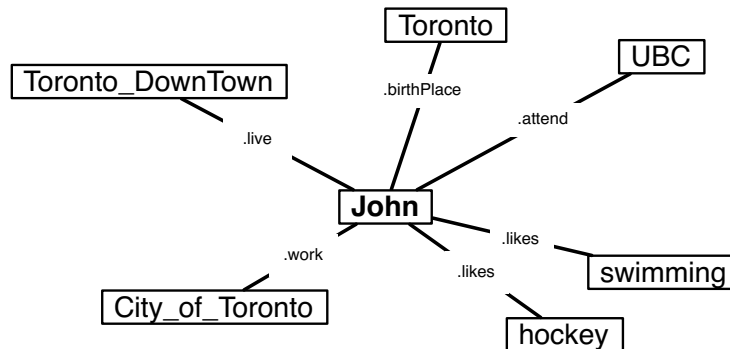 Toronto
UBC
Toronto_DownTown
.birthPlace
.attend
.live
John
.likes
.work
.likes
swimming
City_of_Toronto
hockey